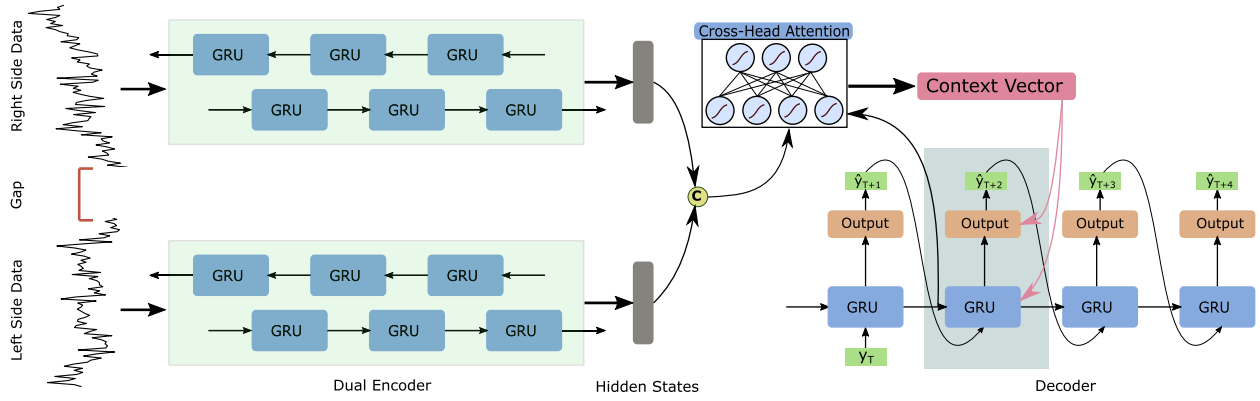 Right Side Data
Gap
Left Side Data
GRU GRU GRU
GRU GRU GRU
GRU GRU GRU
GRU GRU GRU
Dual Encoder
Hidden States
C
Cross-Head Attention
Context Vector
ŷT+1 ŷT+2 ŷT+3 ŷT+4
Output Output Output Output
GRU GRU GRU GRU
yT
Decoder